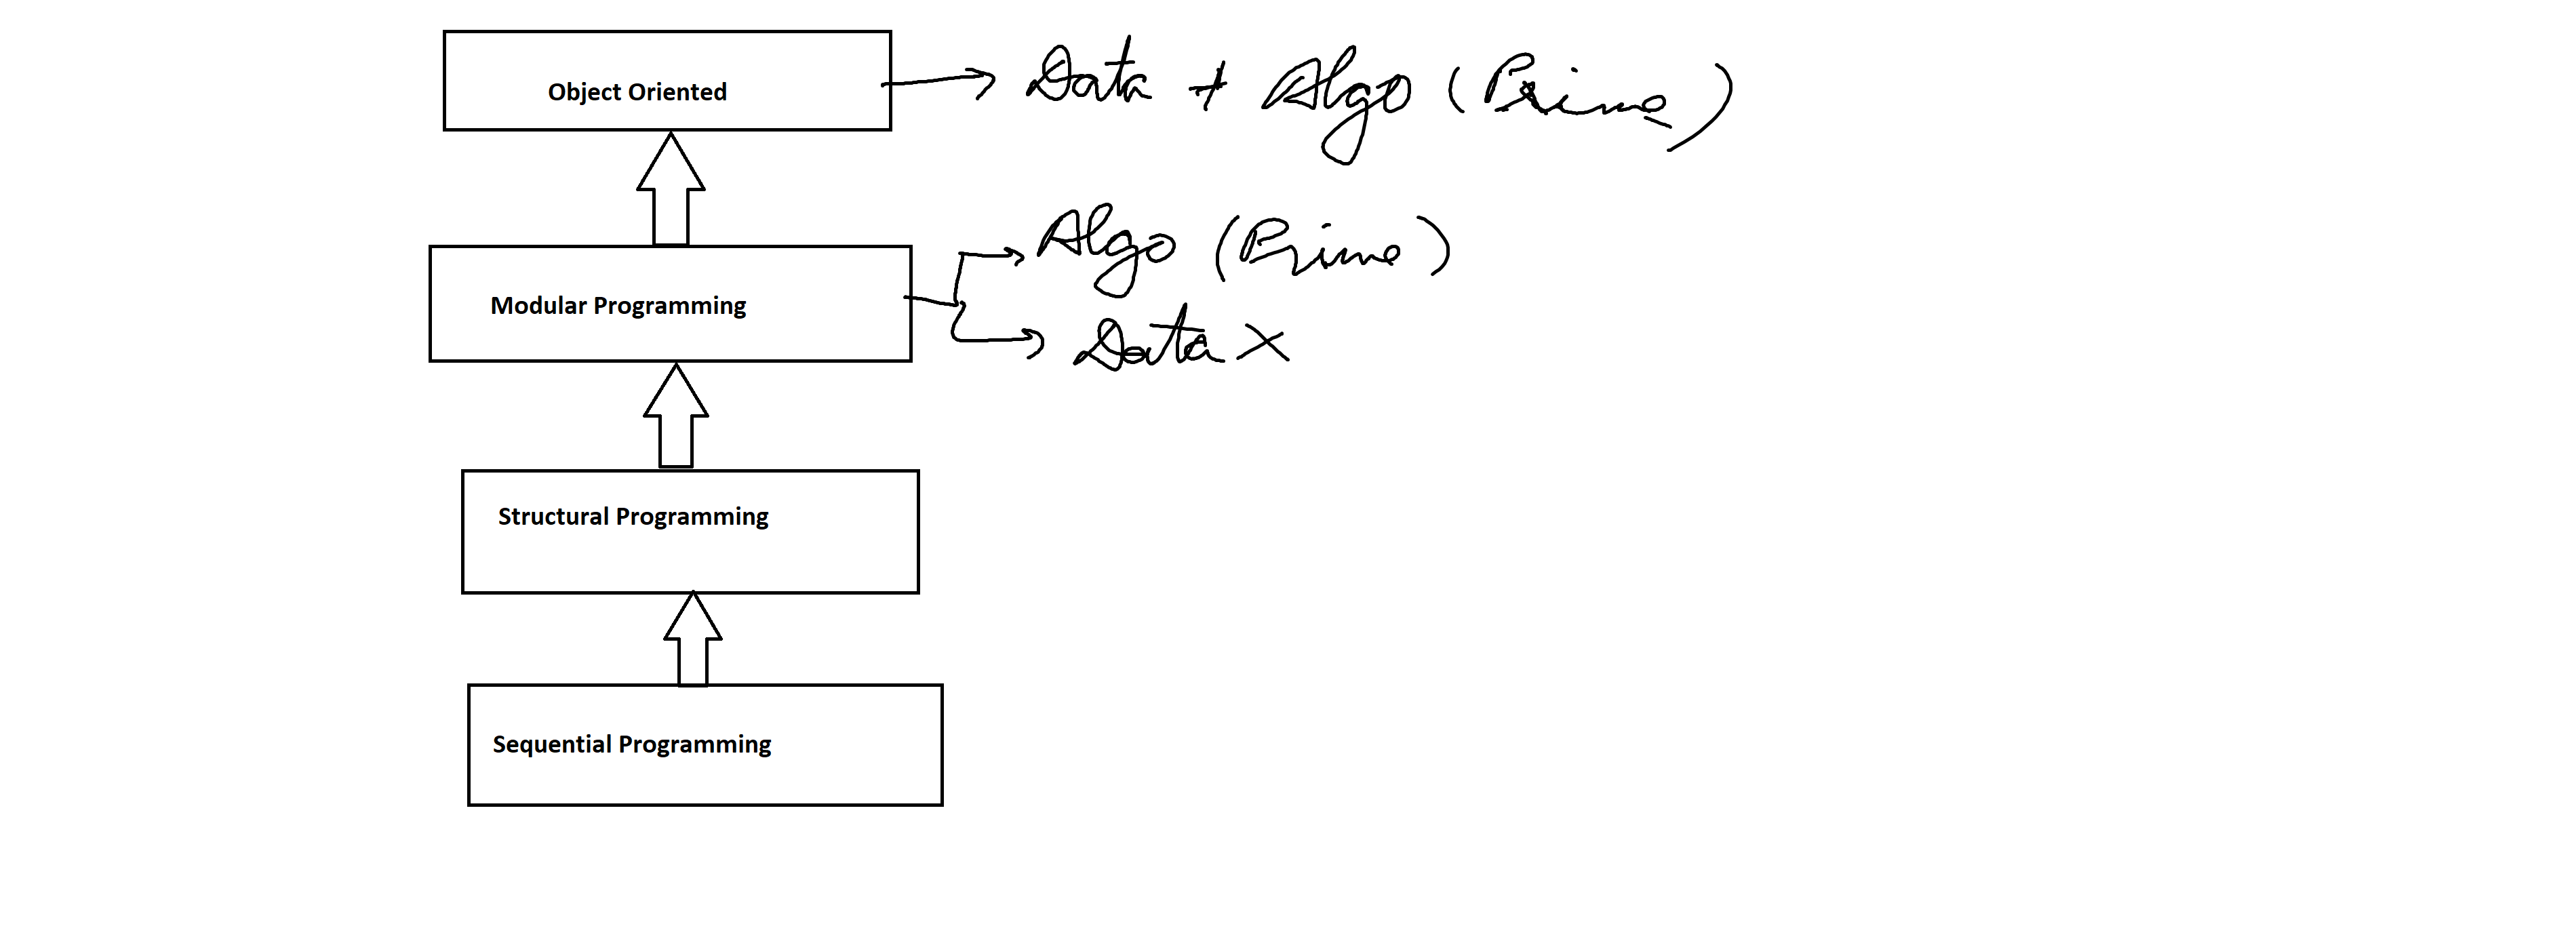 Object Oriented
Data + Algo (Prime)
Modular Programming
Algo (Prime)
Data X
Structural Programming
Sequential Programming